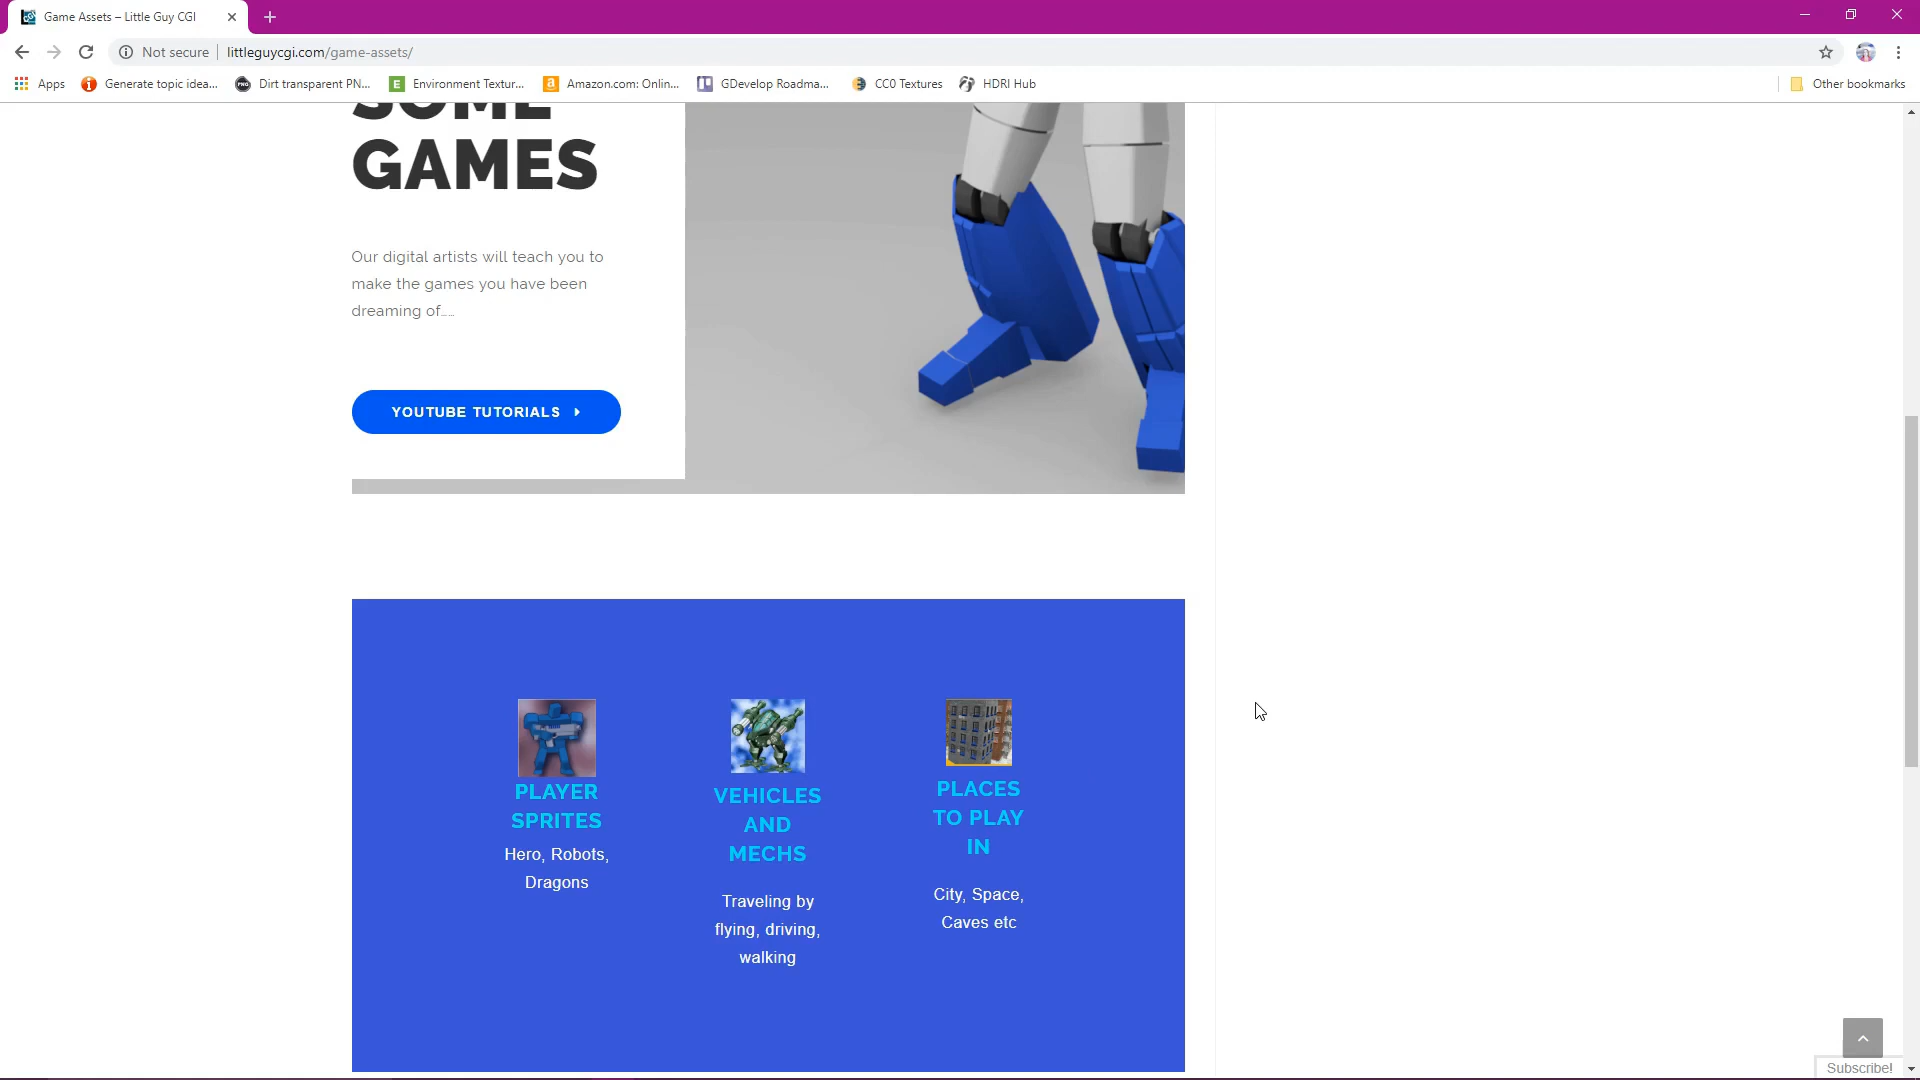 Game Assets – Little Guy CGI
Not secure
littleguycgi.com/game-assets/
Apps
Generate topic idea...
Dirt transparent PN...
Environment Textur...
Amazon.com: Onlin...
GDevelop Roadma...
CC0 Textures
HDRI Hub
Other bookmarks
SOME
GAMES
Our digital artists will teach you to
make the games you have been
dreaming of.....
YOUTUBE TUTORIALS
PLAYER
SPRITES
Hero, Robots,
Dragons
VEHICLES
AND
MECHS
Traveling by
flying, driving,
walking
PLACES
TO PLAY
IN
City, Space,
Caves etc
Subscribe!